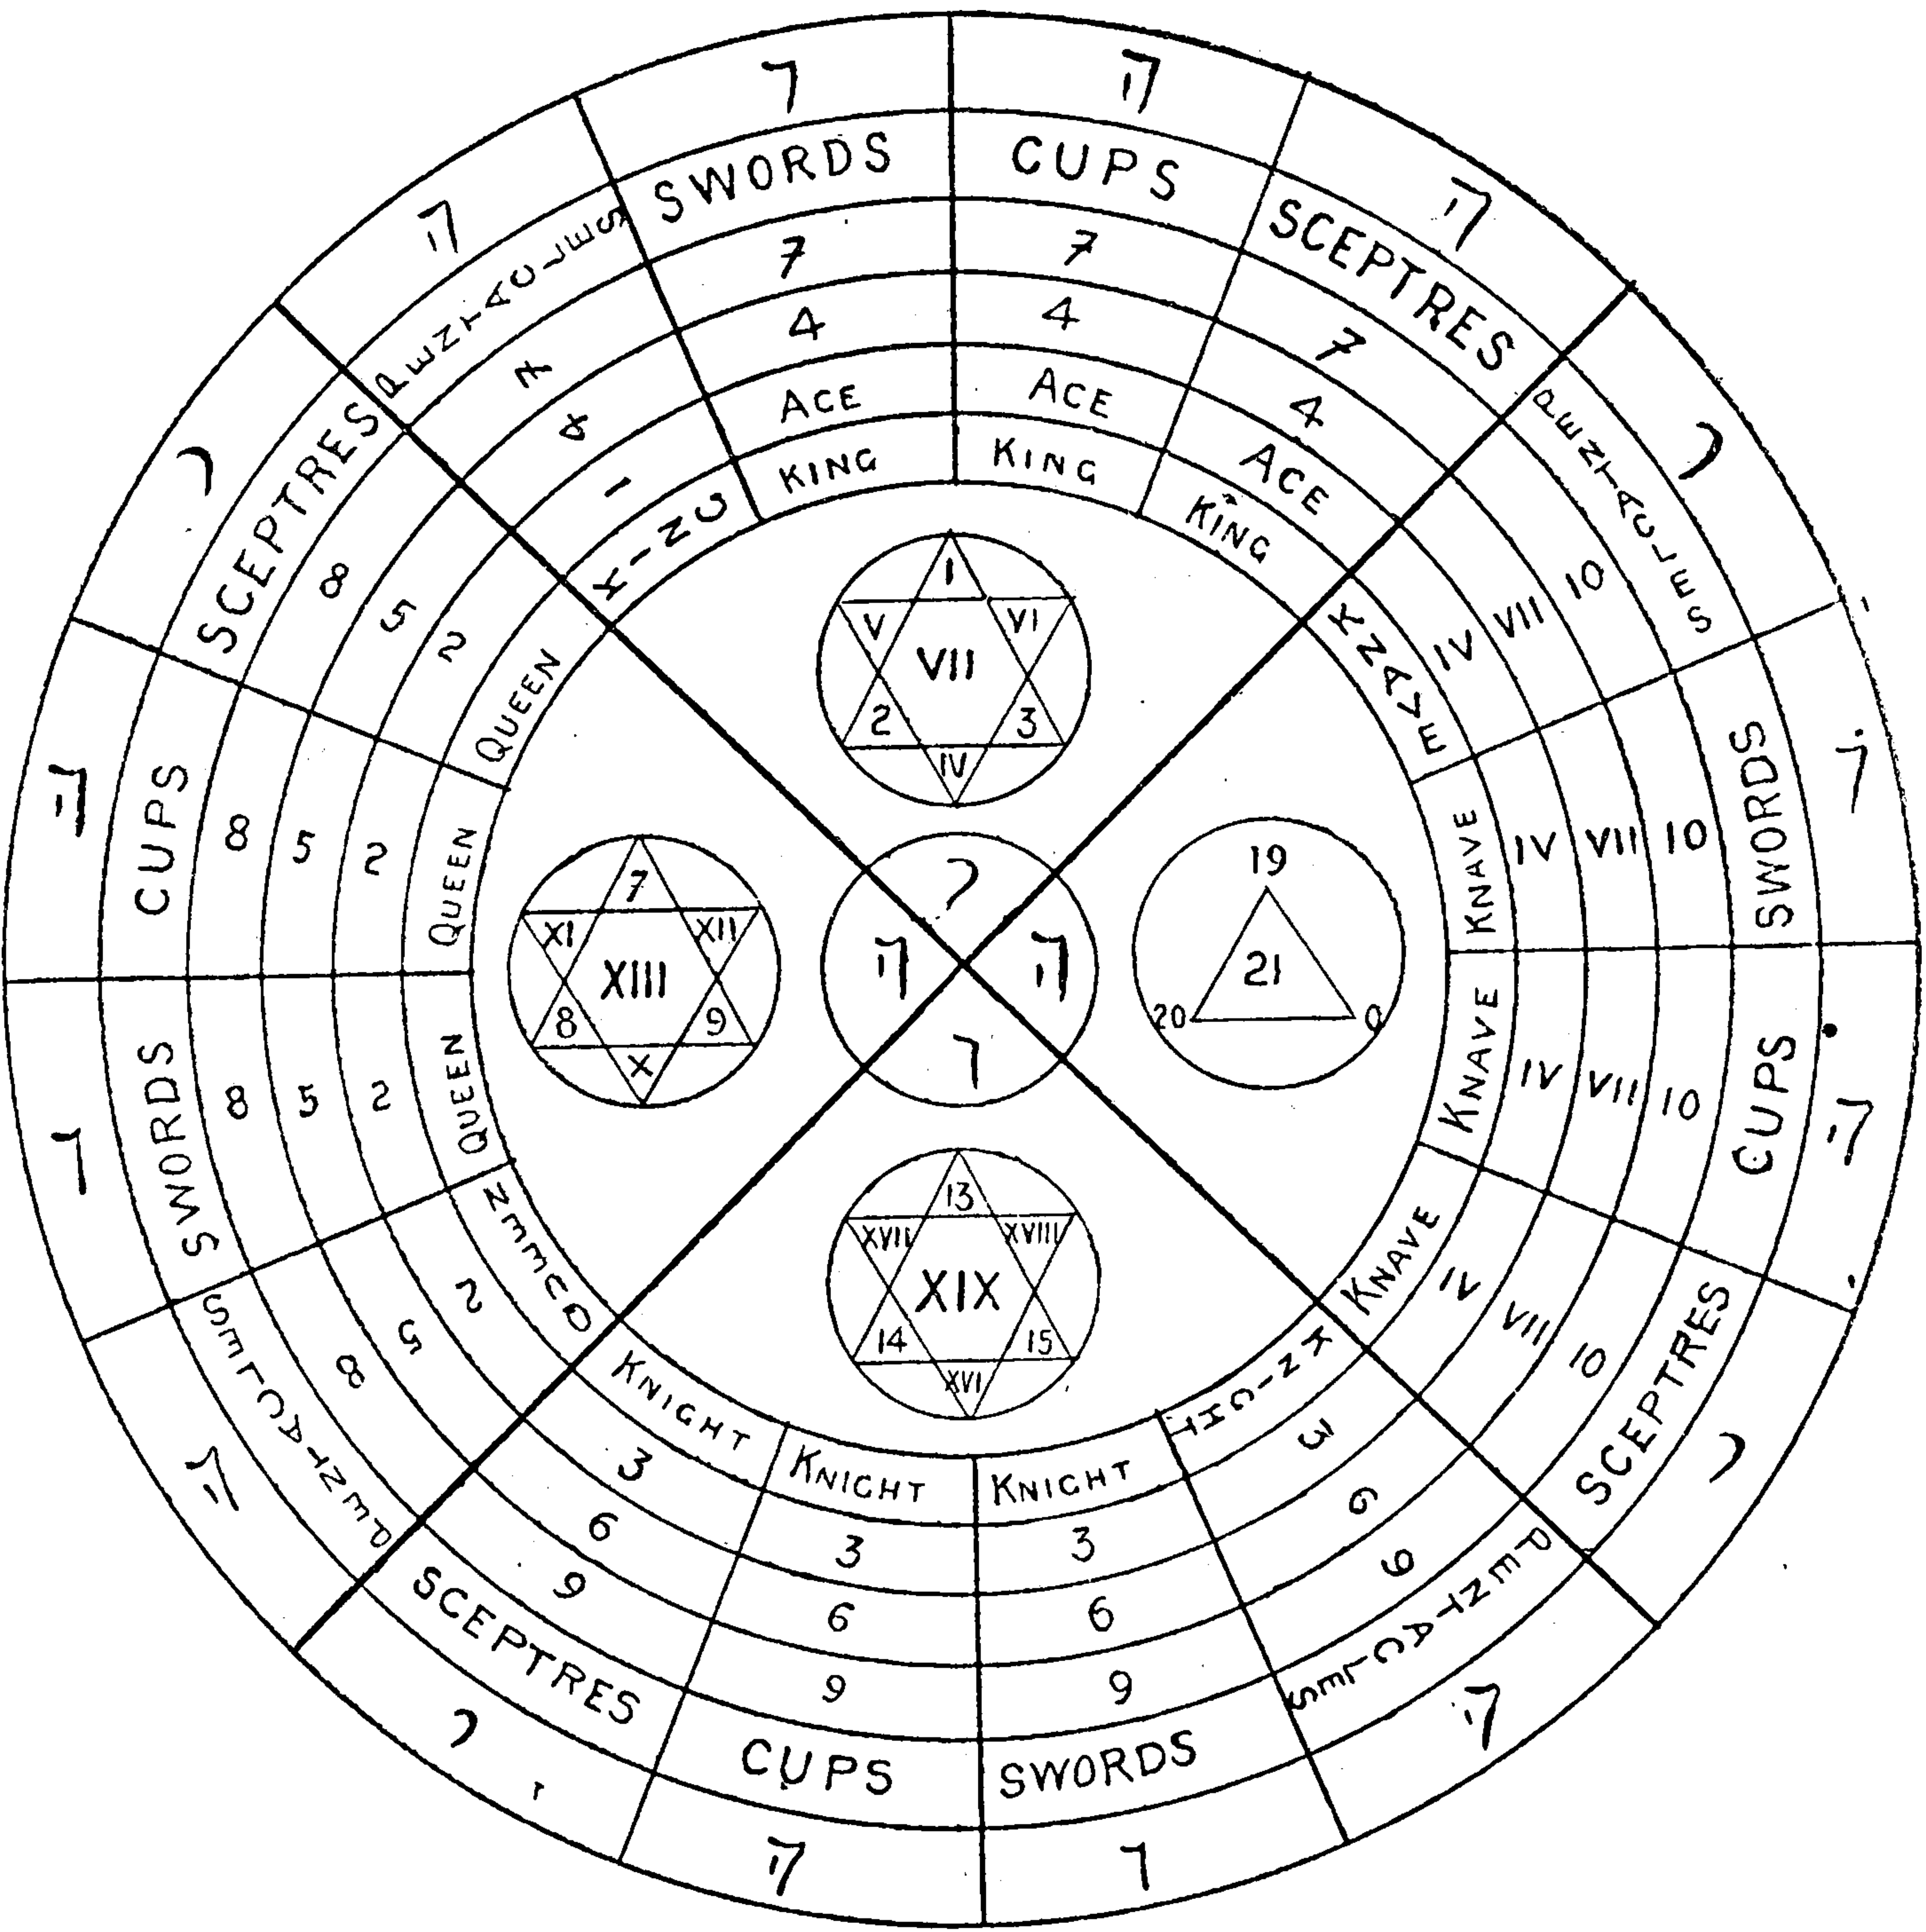 ה
ה
ו
ה
י
ה
ו
ה
י
ה
ו
ה
י
ה
ו
י
CUPS
SCEPTRES
PENTACLES
SWORDS
CUPS
SCEPTRES
PENTACLES
SWORDS
CUPS
SCEPTRES
PENTACLES
SWORDS
CUPS
SCEPTRES
PENTACLES
SWORDS
7
7
10
10
10
10
9
9
9
9
8
8
8
8
7
7
4
4
VII
VII
VII
VII
6
6
6
6
5
5
5
5
4
4
ACE
ACE
IV
IV
IV
IV
3
3
3
3
2
2
2
2
1
ACE
KING
KING
KNAVE
KNAVE
KNAVE
KNAVE
KNIGHT
KNIGHT
KNIGHT
KNIGHT
QUEEN
QUEEN
QUEEN
QUEEN
KING
KING
1
V VI
VII
2 3
IV
7
XI XII
XIII
8 9
X
י
ה ה
ו
19
21
20 0
13
XVII XVIII
XIX
14 15
XVI